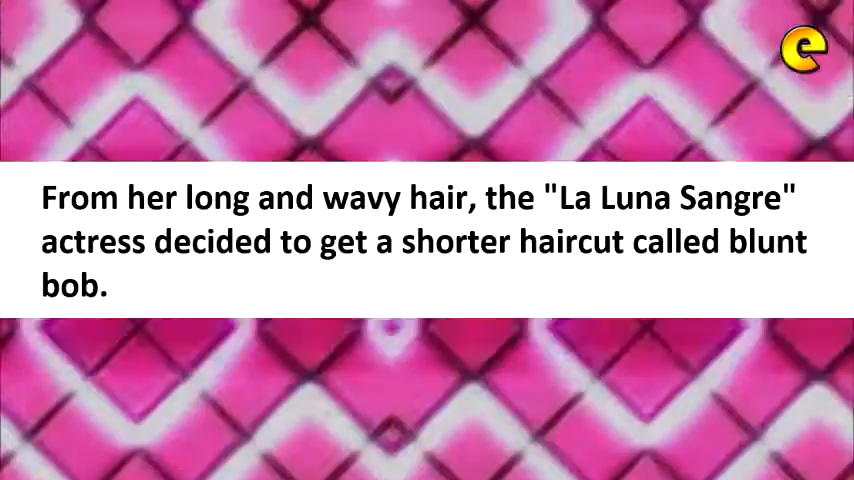 e
From her long and wavy hair, the "La Luna Sangre"
actress decided to get a shorter haircut called blunt
bob.